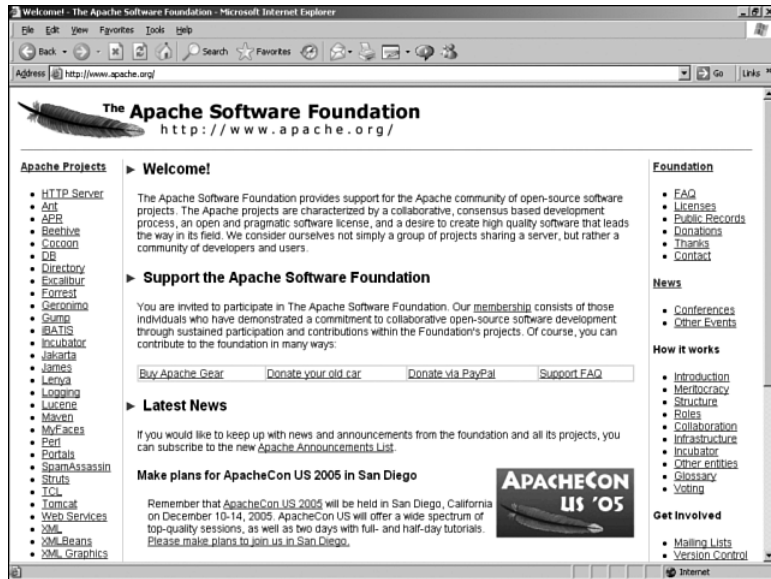 Welcome! - The Apache Software Foundation - Microsoft Internet Explorer
File Edit View Favorites Tools Help
Back Search Favorites
Address http://www.apache.org/ Go Links »
The Apache Software Foundation
http://www.apache.org/
Apache Projects
HTTP Server
Ant
APR
Beehive
Cocoon
DB
Directory
Excalibur
Forrest
Geronimo
Gump
iBATIS
Incubator
Jakarta
James
Lenya
Logging
Lucene
Maven
MyFaces
Perl
Portals
SpamAssassin
Struts
TCL
Tomcat
Web Services
XML
XMLBeans
XML Graphics
Welcome!
The Apache Software Foundation provides support for the Apache community of open-source software
projects. The Apache projects are characterized by a collaborative, consensus based development
process, an open and pragmatic software license, and a desire to create high quality software that leads
the way in its field. We consider ourselves not simply a group of projects sharing a server, but rather a
community of developers and users.
Support the Apache Software Foundation
You are invited to participate in The Apache Software Foundation. Our membership consists of those
individuals who have demonstrated a commitment to collaborative open-source software development
through sustained participation and contributions within the Foundation's projects. Of course, you can
contribute to the foundation in many ways:
Buy Apache Gear Donate your old car Donate via PayPal Support FAQ
Latest News
If you would like to keep up with news and announcements from the foundation and all its projects, you
can subscribe to the new Apache Announcements List.
Make plans for ApacheCon US 2005 in San Diego
Remember that ApacheCon US 2005 will be held in San Diego, California
on December 10-14, 2005. ApacheCon US will offer a wide spectrum of
top-quality sessions, as well as two days with full- and half-day tutorials.
Please make plans to join us in San Diego.
APACHECON
US '05
Foundation
FAQ
Licenses
Public Records
Donations
Thanks
Contact
News
Conferences
Other Events
How it works
Introduction
Meritocracy
Structure
Roles
Collaboration
Infrastructure
Incubator
Other entities
Glossary
Voting
Get Involved
Mailing Lists
Version Control
Internet